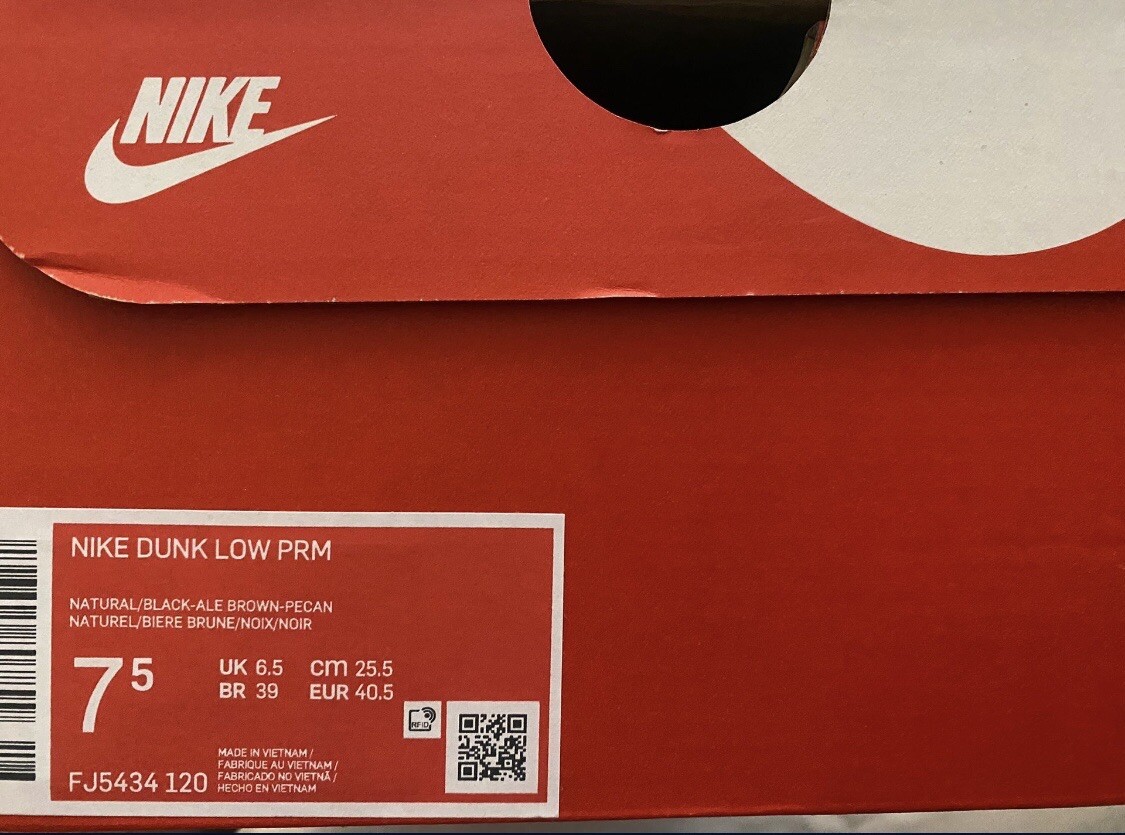 NIKE
NIKE DUNK LOW PRM
NATURAL/BLACK-ALE BROWN-PECAN
NATUREL/BIERE BRUNE/NOIX/NOIR
7 5
UK 6.5 cm 25.5
BR 39 EUR 40.5
RFID
MADE IN VIETNAM /
FABRIQUE AU VIETNAM /
FABRICADO NO VIETNÃ /
HECHO EN VIETNAM
FJ5434 120